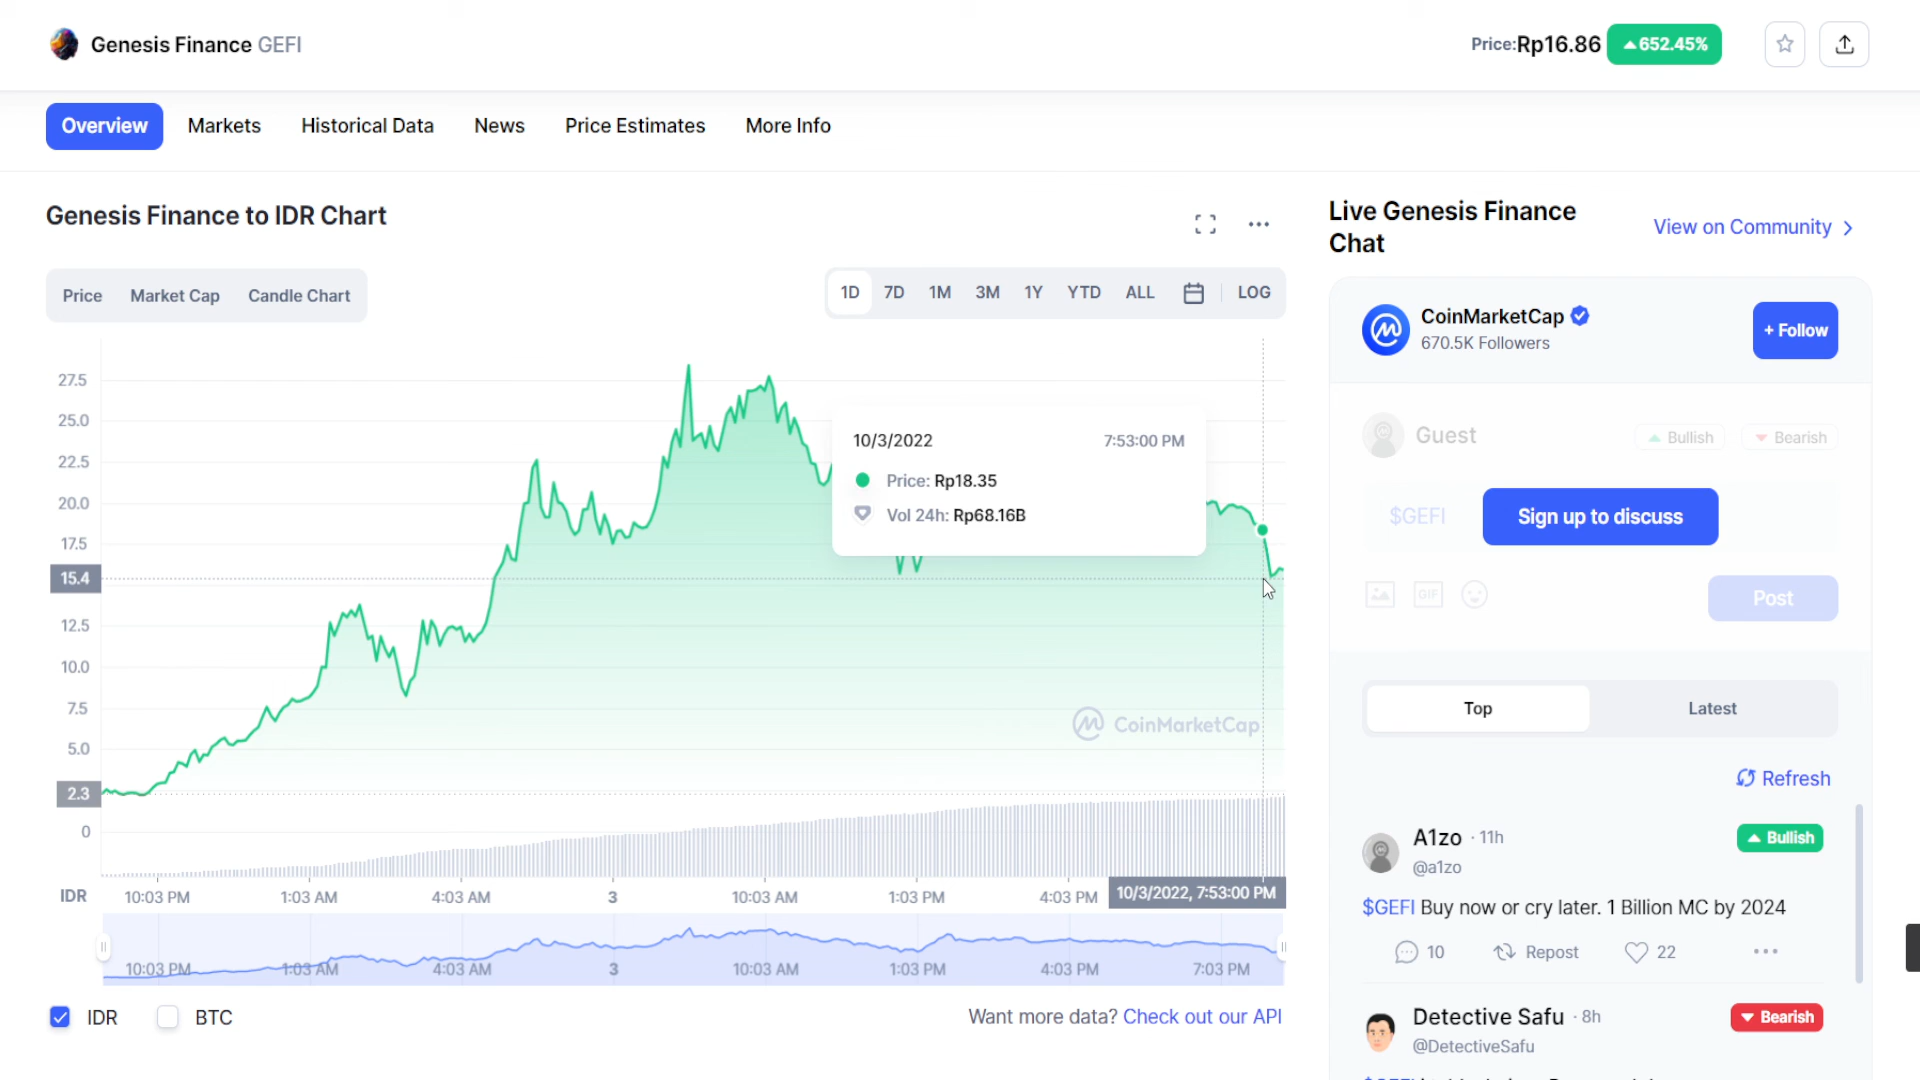 Genesis Finance GEFI
Price:Rp16.86 652.45%
Overview Markets Historical Data News Price Estimates More Info
Genesis Finance to IDR Chart
Price Market Cap Candle Chart
1D 7D 1M 3M 1Y YTD ALL LOG
27.5
25.0
22.5
20.0
17.5
15.4
12.5
10.0
7.5
5.0
2.3
0
10/3/2022 7:53:00 PM
Price: Rp18.35
Vol 24h: Rp68.16B
CoinMarketCap
IDR 10:03 PM 1:03 AM 4:03 AM 3 10:03 AM 1:03 PM 4:03 PM 10/3/2022, 7:53:00 PM
10:03 PM 1:03 AM 4:03 AM 3 10:03 AM 1:03 PM 4:03 PM 7:03 PM
IDR BTC
Want more data? Check out our API
Live Genesis Finance
Chat
View on Community
CoinMarketCap
670.5K Followers
+ Follow
Guest Bullish Bearish
$GEFI Sign up to discuss
GIF
Post
Top Latest
Refresh
A1zo · 11h Bullish
@a1zo
$GEFI Buy now or cry later. 1 Billion MC by 2024
10 Repost 22
Detective Safu · 8h Bearish
@DetectiveSafu